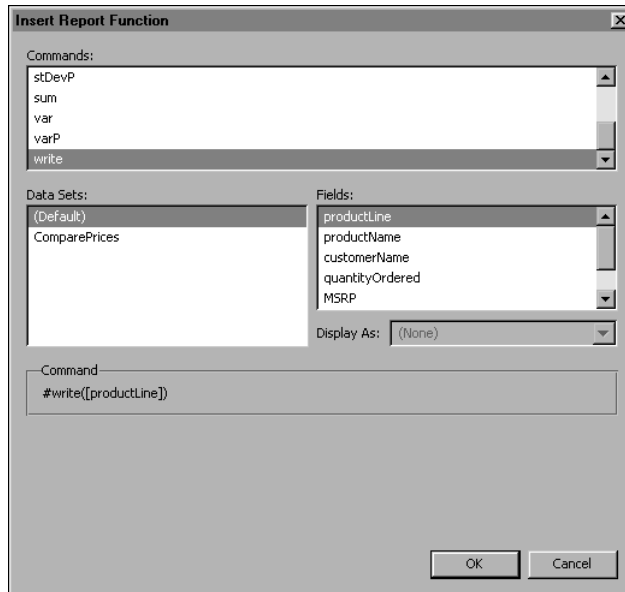 Insert Report Function
Commands:
stDevP
sum
var
varP
write
Data Sets:
(Default)
ComparePrices
Fields:
productLine
productName
customerName
quantityOrdered
MSRP
Display As: (None)
Command
#write([productLine])
OK Cancel